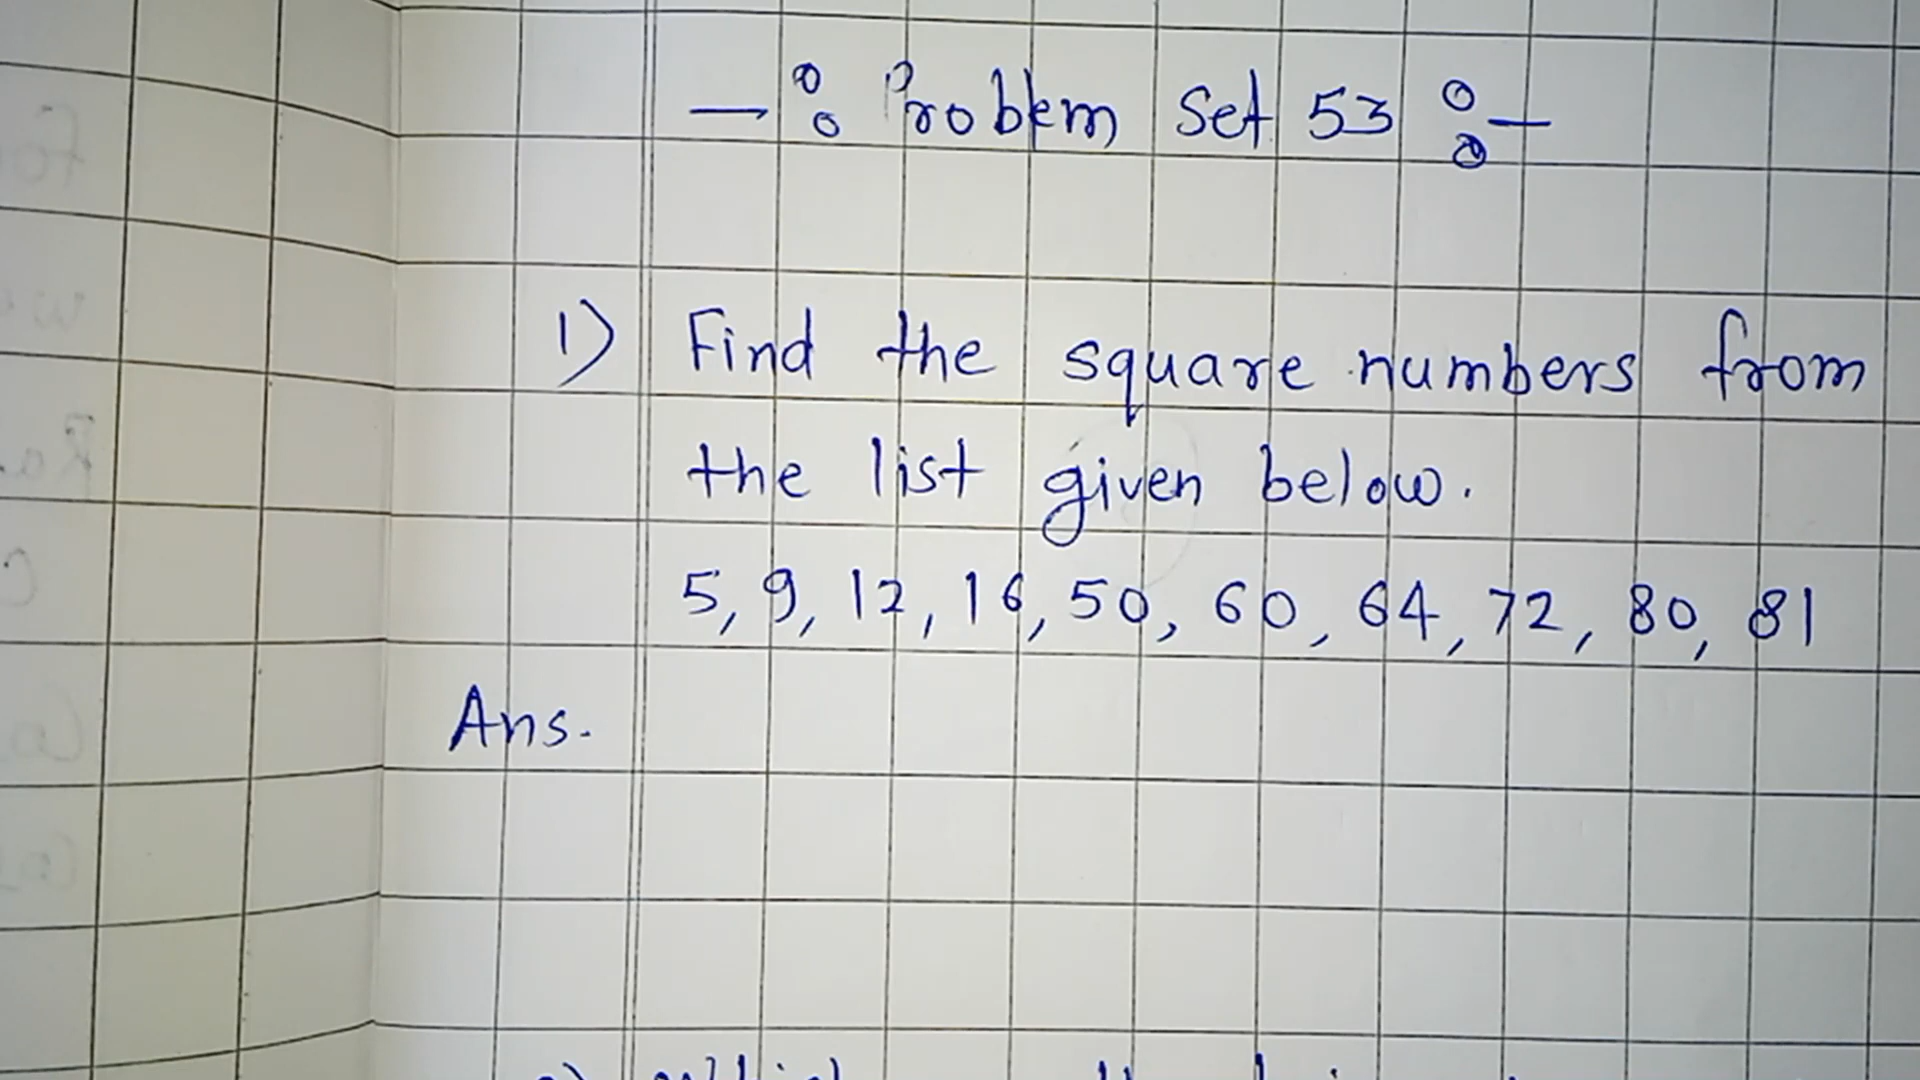 -: Problem Set 53 :-
1) Find the square numbers from
the list given below.
5, 9, 12, 16, 50, 60, 64, 72, 80, 81
Ans.